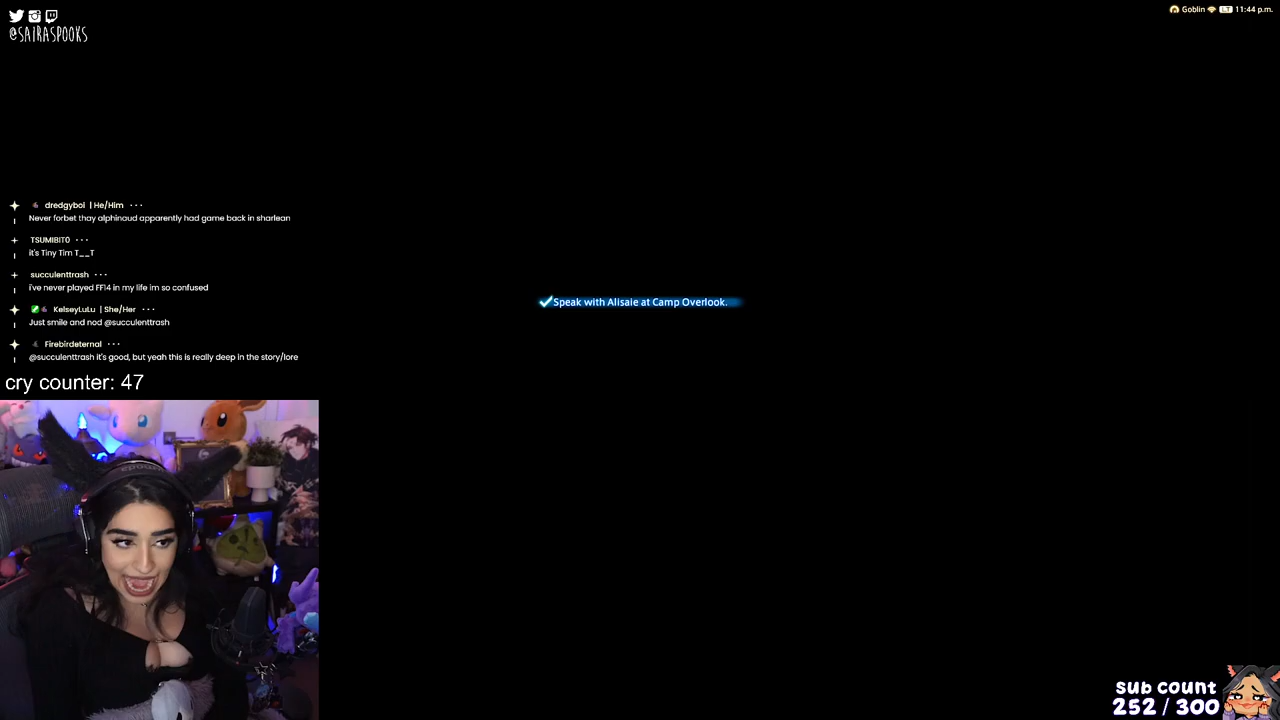 @SAIRASPOOKS
Goblin LT 11:44 p.m.
dredgyboi | He/Him
Never forbet thay alphinaud apparently had game back in sharlean
TSUMIBIT0
it's Tiny Tim T__T
succulenttrash
i've never played FF14 in my life im so confused
KelseyLuLu | She/Her
Just smile and nod @succulenttrash
Firebirdeternal
@succulenttrash it's good, but yeah this is really deep in the story/lore
cry counter: 47
Speak with Alisaie at Camp Overlook.
sub count
252 / 300